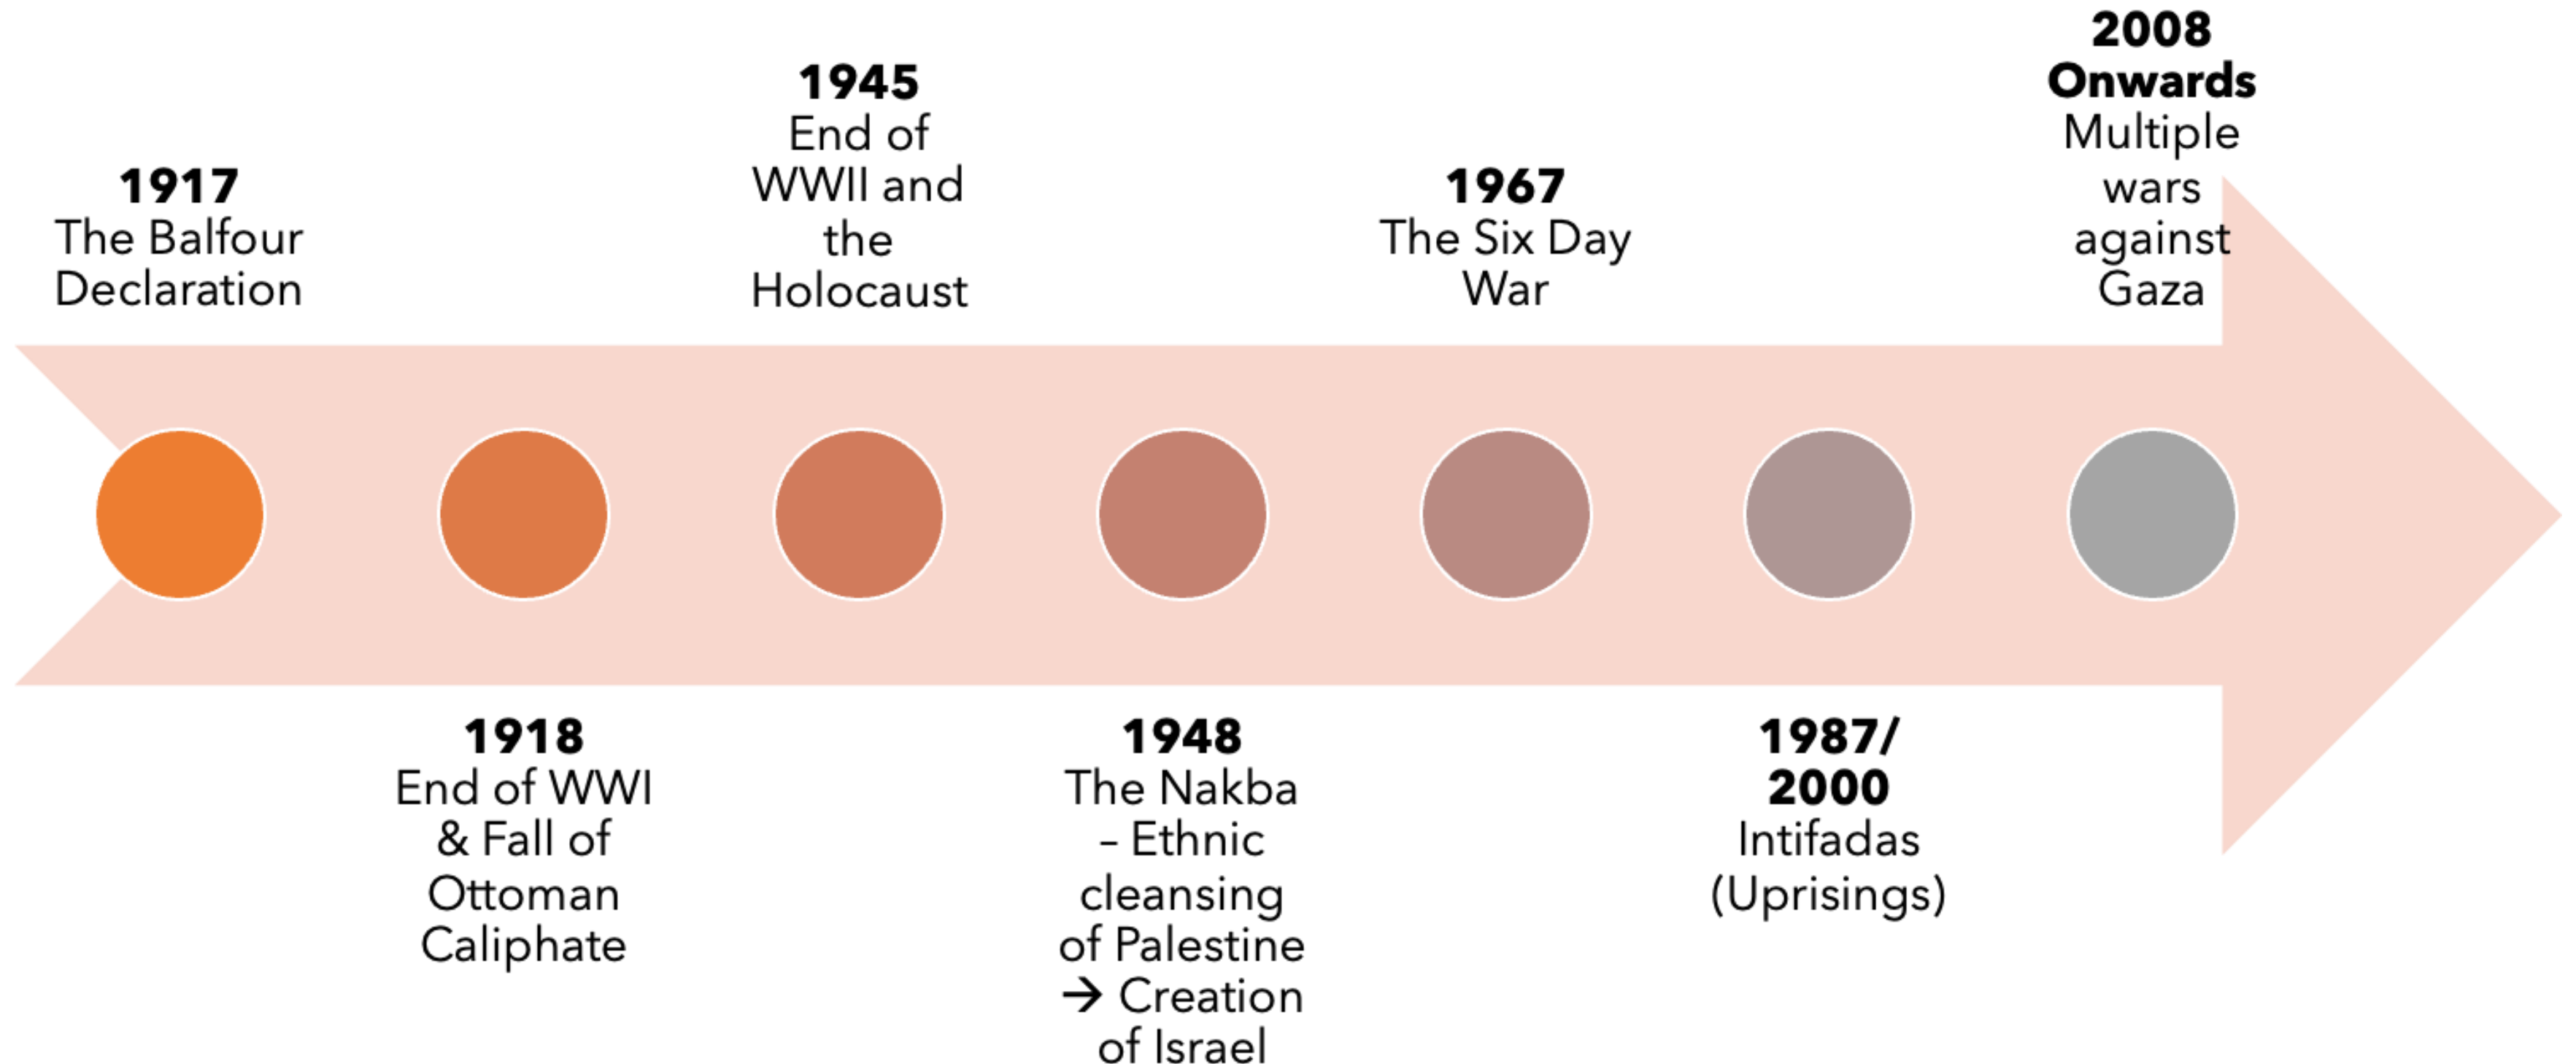 1917
The Balfour
Declaration
1918
End of WWI
& Fall of
Ottoman
Caliphate
1945
End of
WWII and
the
Holocaust
1948
The Nakba
– Ethnic
cleansing
of Palestine
→ Creation
of Israel
1967
The Six Day
War
1987/
2000
Intifadas
(Uprisings)
2008
Onwards
Multiple
wars
against
Gaza